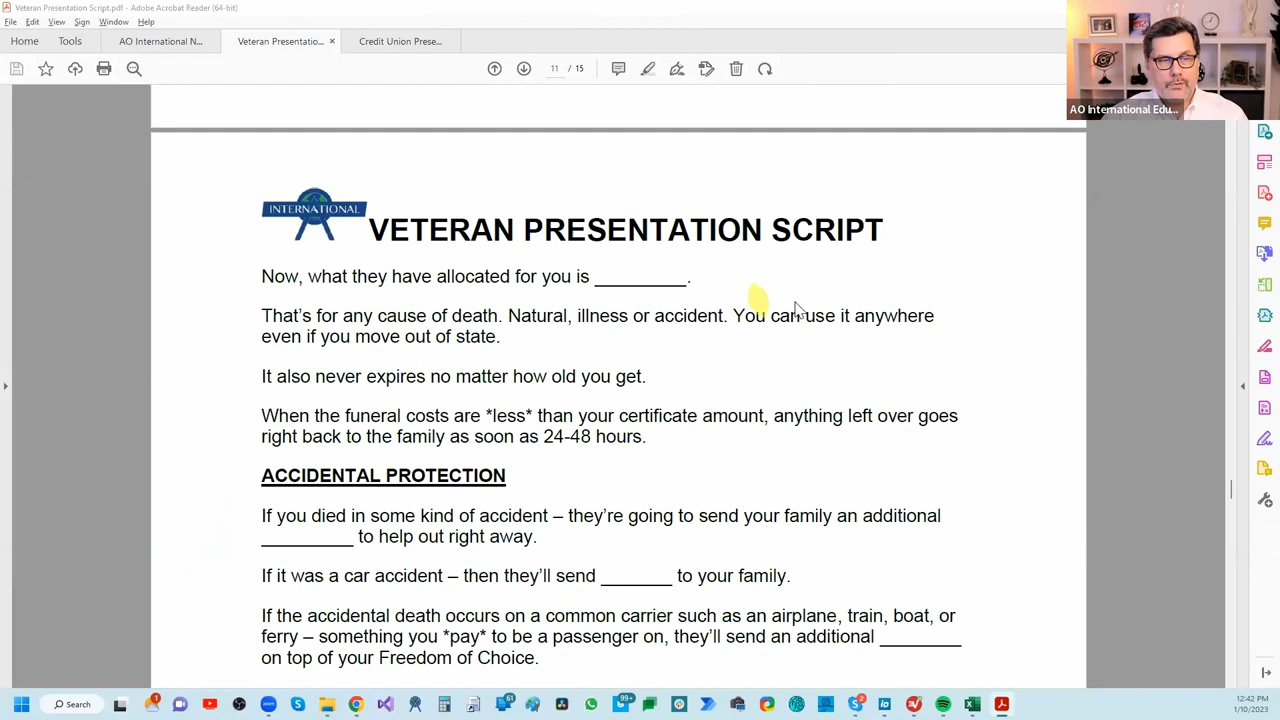 Veteran Presentation Script.pdf - Adobe Acrobat Reader (64-bit)
File Edit View Sign Window Help
Home Tools AO International N... Veteran Presentatio... × Credit Union Prese...
11 / 15
AO International Edu...
INTERNATIONAL
VETERAN PRESENTATION SCRIPT
Now, what they have allocated for you is _________.
That's for any cause of death. Natural, illness or accident. You can use it anywhere
even if you move out of state.
It also never expires no matter how old you get.
When the funeral costs are *less* than your certificate amount, anything left over goes
right back to the family as soon as 24-48 hours.
ACCIDENTAL PROTECTION
If you died in some kind of accident – they're going to send your family an additional
_________ to help out right away.
If it was a car accident – then they'll send _______ to your family.
If the accidental death occurs on a common carrier such as an airplane, train, boat, or
ferry – something you *pay* to be a passenger on, they'll send an additional ________
on top of your Freedom of Choice.
Search
1
61
99+
2
12:42 PM
1/10/2023